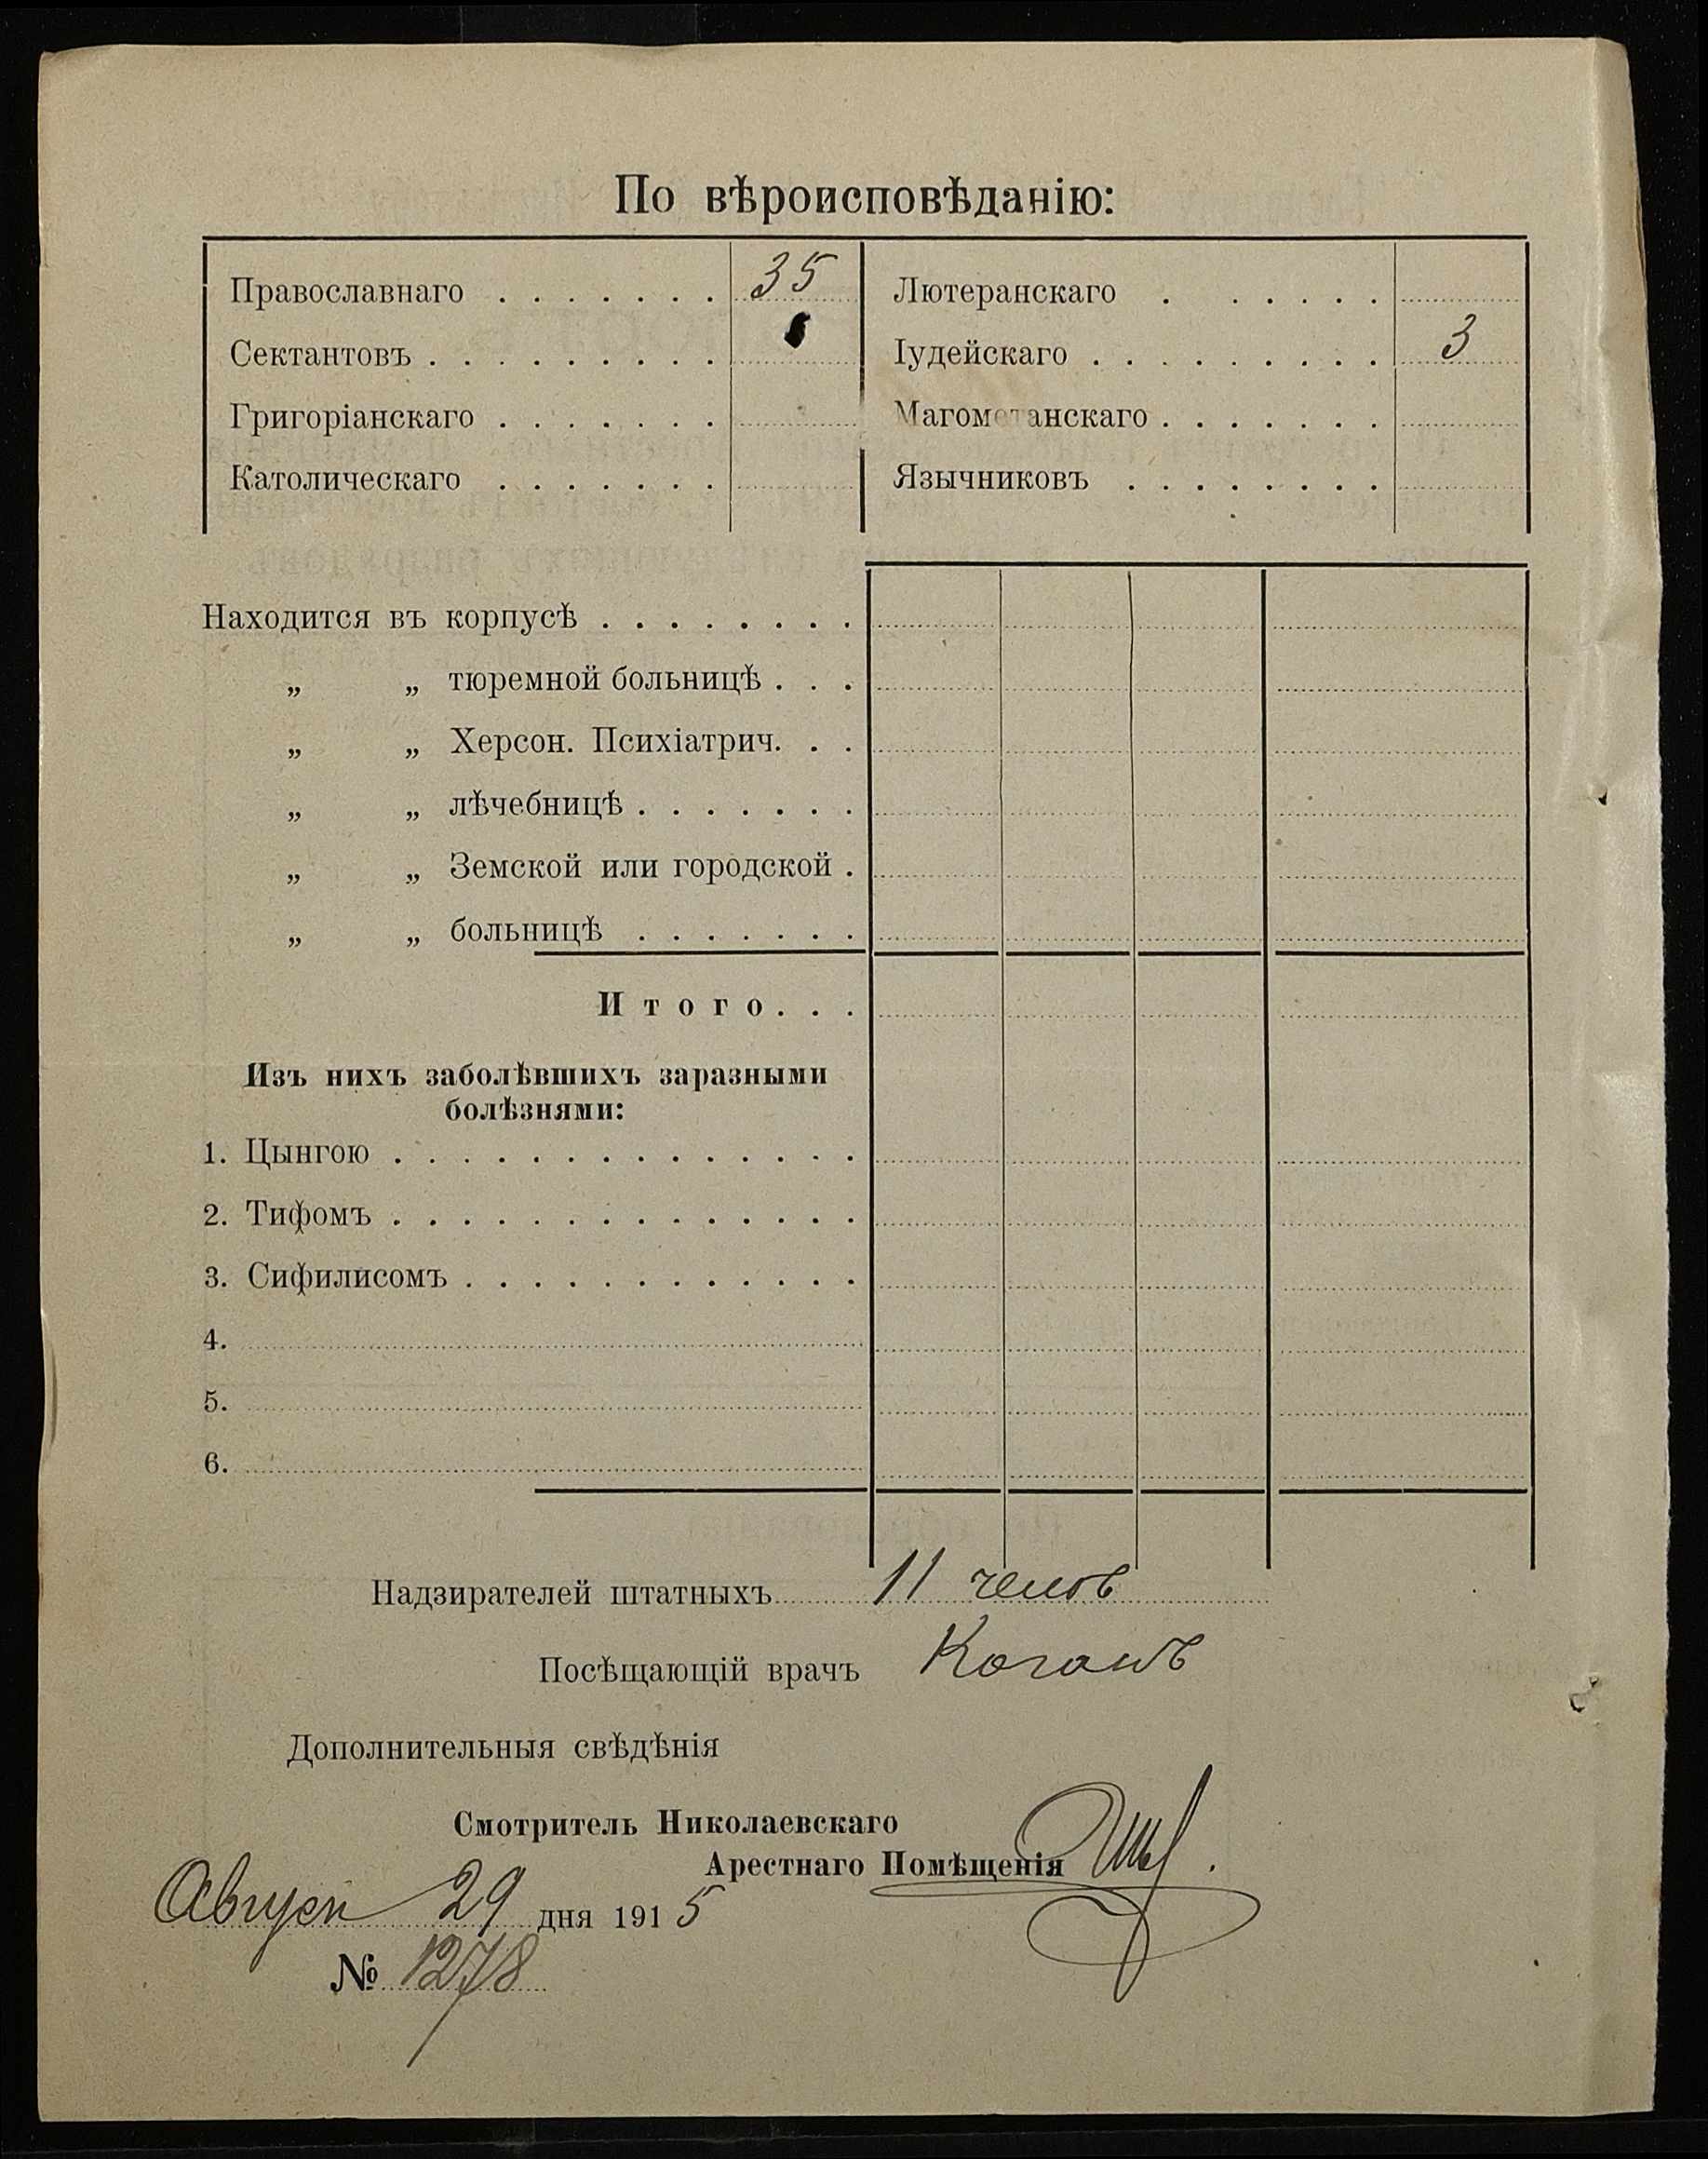 По вѣроисповѣданію:
Православнаго . . . . . . . 35
Лютеранскаго . . . . . .
Сектантовъ . . . . . . . . .
Іудейскаго . . . . . . . . . 3
Григоріанскаго . . . . . . .
Магометанскаго . . . . . . .
Католическаго . . . . . . .
Язычниковъ . . . . . . . .
Находится въ корпусѣ . . . . . . . .
„ „ тюремной больницѣ . . .
„ „ Херсон. Психіатрич. . .
„ „ лѣчебницѣ . . . . . . .
„ „ Земской или городской .
„ „ больницѣ . . . . . . .
Итого . . .
Изъ нихъ заболѣвшихъ заразными
болѣзнями:
1. Цынгою . . . . . . . . . . . . . .
2. Тифомъ . . . . . . . . . . . . . .
3. Сифилисомъ . . . . . . . . . . . .
4.
5.
6.
Надзирателей штатныхъ 11 челов
Посѣщающій врачъ Коганъ
Дополнительныя свѣдѣнія
Смотритель Николаевскаго
Арестнаго Помѣщенія
Август 29 дня 1915
№ 1278